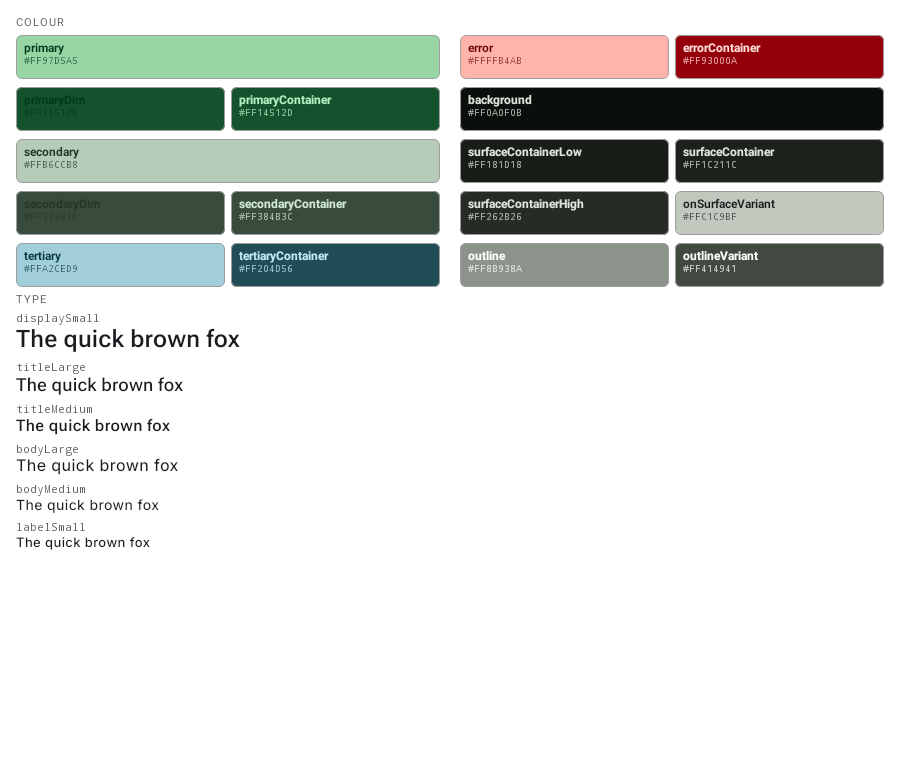 COLOUR
primary
#FF97D5A5
primaryDim
#FF14512D
primaryContainer
#FF14512D
secondary
#FFB6CCB8
secondaryDim
#FF384B3C
secondaryContainer
#FF384B3C
tertiary
#FFA2CED9
tertiaryContainer
#FF204D56
error
#FFFFB4AB
errorContainer
#FF93000A
background
#FF0A0F0B
surfaceContainerLow
#FF181D18
surfaceContainer
#FF1C211C
surfaceContainerHigh
#FF262B26
onSurfaceVariant
#FFC1C9BF
outline
#FF8B938A
outlineVariant
#FF414941
TYPE
displaySmall
The quick brown fox
titleLarge
The quick brown fox
titleMedium
The quick brown fox
bodyLarge
The quick brown fox
bodyMedium
The quick brown fox
labelSmall
The quick brown fox